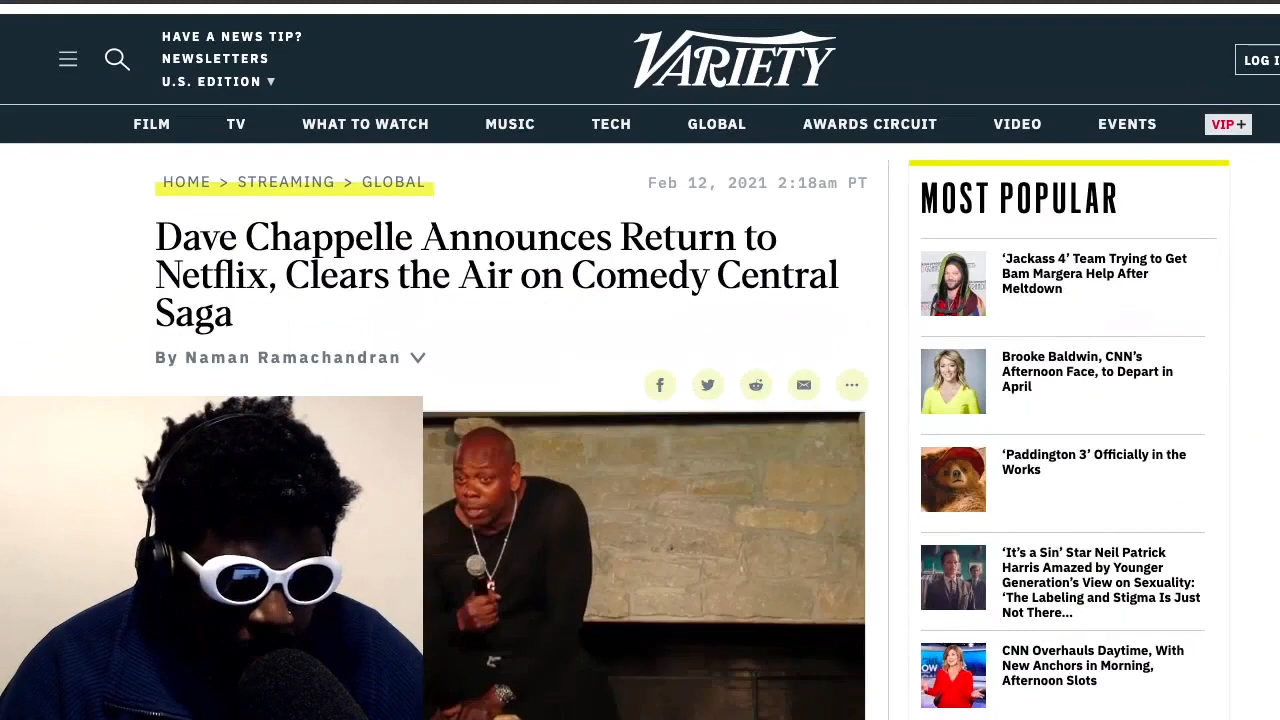 HAVE A NEWS TIP?
NEWSLETTERS
U.S. EDITION ▼
VARIETY
LOG I
FILM
TV
WHAT TO WATCH
MUSIC
TECH
GLOBAL
AWARDS CIRCUIT
VIDEO
EVENTS
VIP+
HOME > STREAMING > GLOBAL
Feb 12, 2021 2:18am PT
Dave Chappelle Announces Return to
Netflix, Clears the Air on Comedy Central
Saga
By Naman Ramachandran
MOST POPULAR
‘Jackass 4’ Team Trying to Get
Bam Margera Help After
Meltdown
Brooke Baldwin, CNN’s
Afternoon Face, to Depart in
April
‘Paddington 3’ Officially in the
Works
‘It’s a Sin’ Star Neil Patrick
Harris Amazed by Younger
Generation’s View on Sexuality:
‘The Labeling and Stigma Is Just
Not There...
CNN Overhauls Daytime, With
New Anchors in Morning,
Afternoon Slots